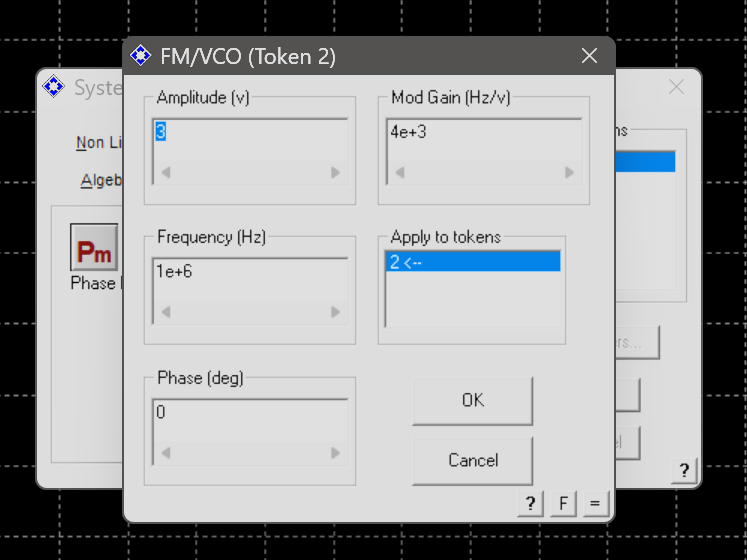 FM/VCO (Token 2)
Syste
Non Li
Algeb
Pm
Phase
Amplitude (v)
3
Mod Gain (Hz/v)
4e+3
Frequency (Hz)
1e+6
Apply to tokens
2 <--
Phase (deg)
0
OK
Cancel
? F =
ns
rs...
el
?